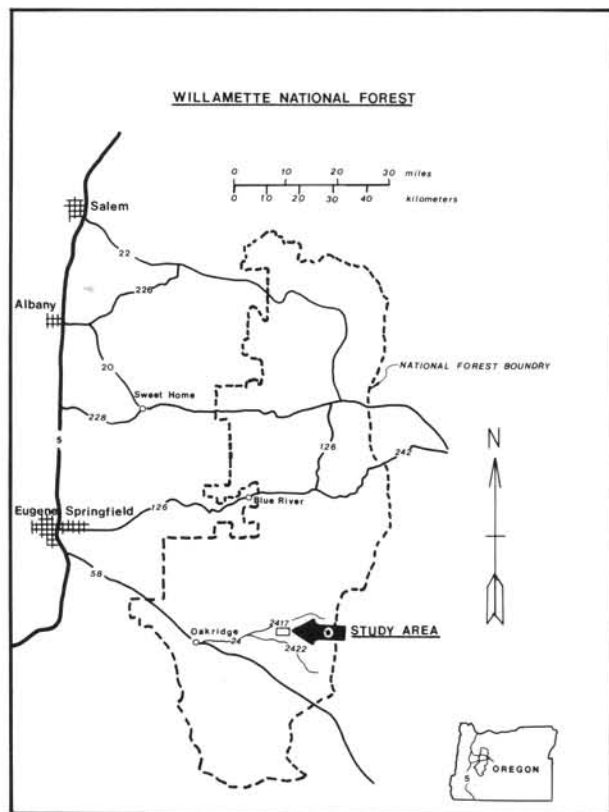 WILLAMETTE NATIONAL FOREST
0 10 20 30 miles
0 10 20 30 40 kilometers
Salem
22
226
Albany
NATIONAL FOREST BOUNDRY
20
Sweet Home
228
5
126
242
N
Blue River
126
Eugene Springfield
58
2417
STUDY AREA
Oakridge
24
2422
OREGON
5